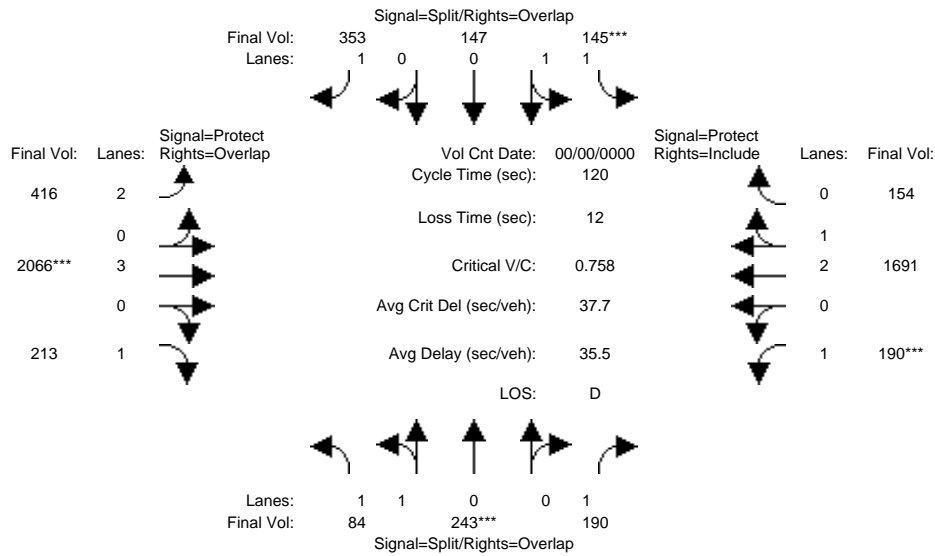 Signal=Split/Rights=Overlap
Final Vol: 353 147 145***
Lanes: 1 0 0 1 1
Signal=Protect Signal=Protect
Final Vol: Lanes: Rights=Overlap Vol Cnt Date: 00/00/0000 Rights=Include Lanes: Final Vol:
Cycle Time (sec): 120
416 2 0 154
Loss Time (sec): 12
0 1
2066*** 3 Critical V/C: 0.758 2 1691
0 Avg Crit Del (sec/veh): 37.7 0
213 1 Avg Delay (sec/veh): 35.5 1 190***
LOS: D
Lanes: 1 1 0 0 1
Final Vol: 84 243*** 190
Signal=Split/Rights=Overlap